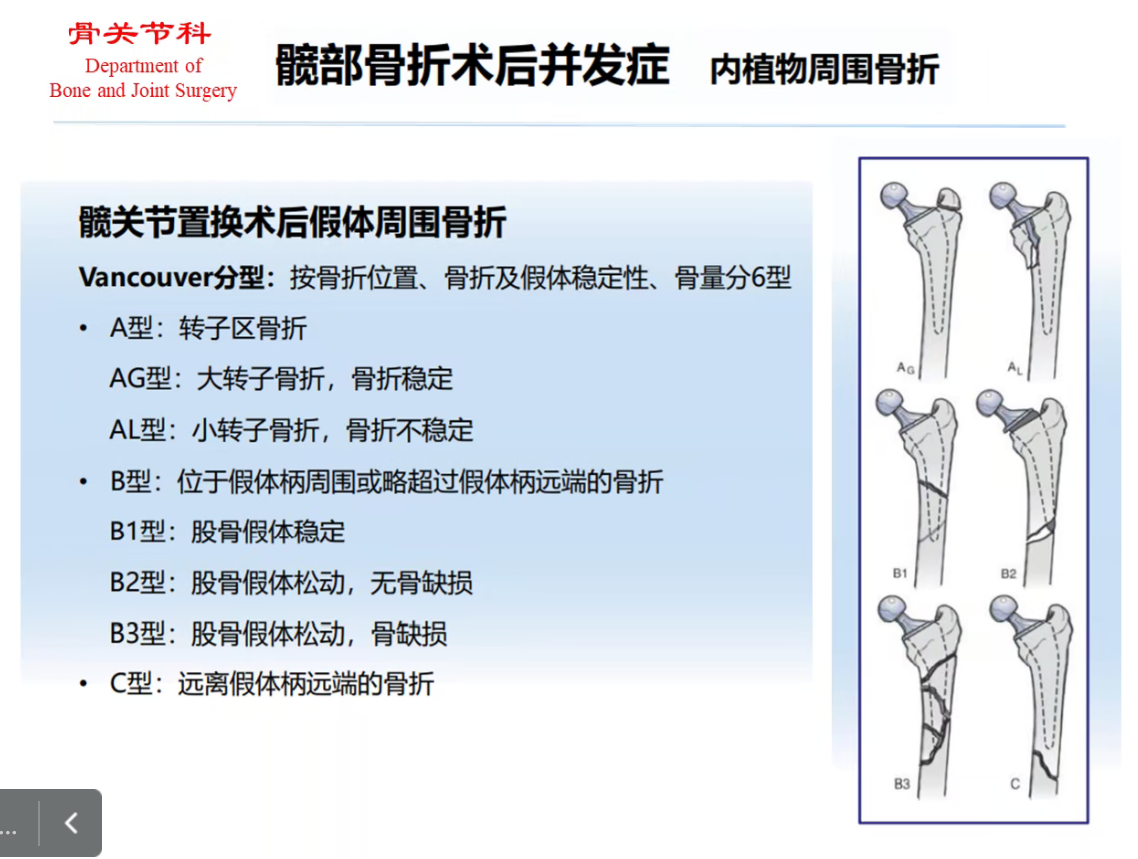 骨关节科
Department of
Bone and Joint Surgery
髋部骨折术后并发症 内植物周围骨折
髋关节置换术后假体周围骨折
Vancouver分型：按骨折位置、骨折及假体稳定性、骨量分6型
• A型：转子区骨折
AG型：大转子骨折，骨折稳定
AL型：小转子骨折，骨折不稳定
• B型：位于假体柄周围或略超过假体柄远端的骨折
B1型：股骨假体稳定
B2型：股骨假体松动，无骨缺损
B3型：股骨假体松动，骨缺损
• C型：远离假体柄远端的骨折
AG
AL
B1
B2
B3
C
...